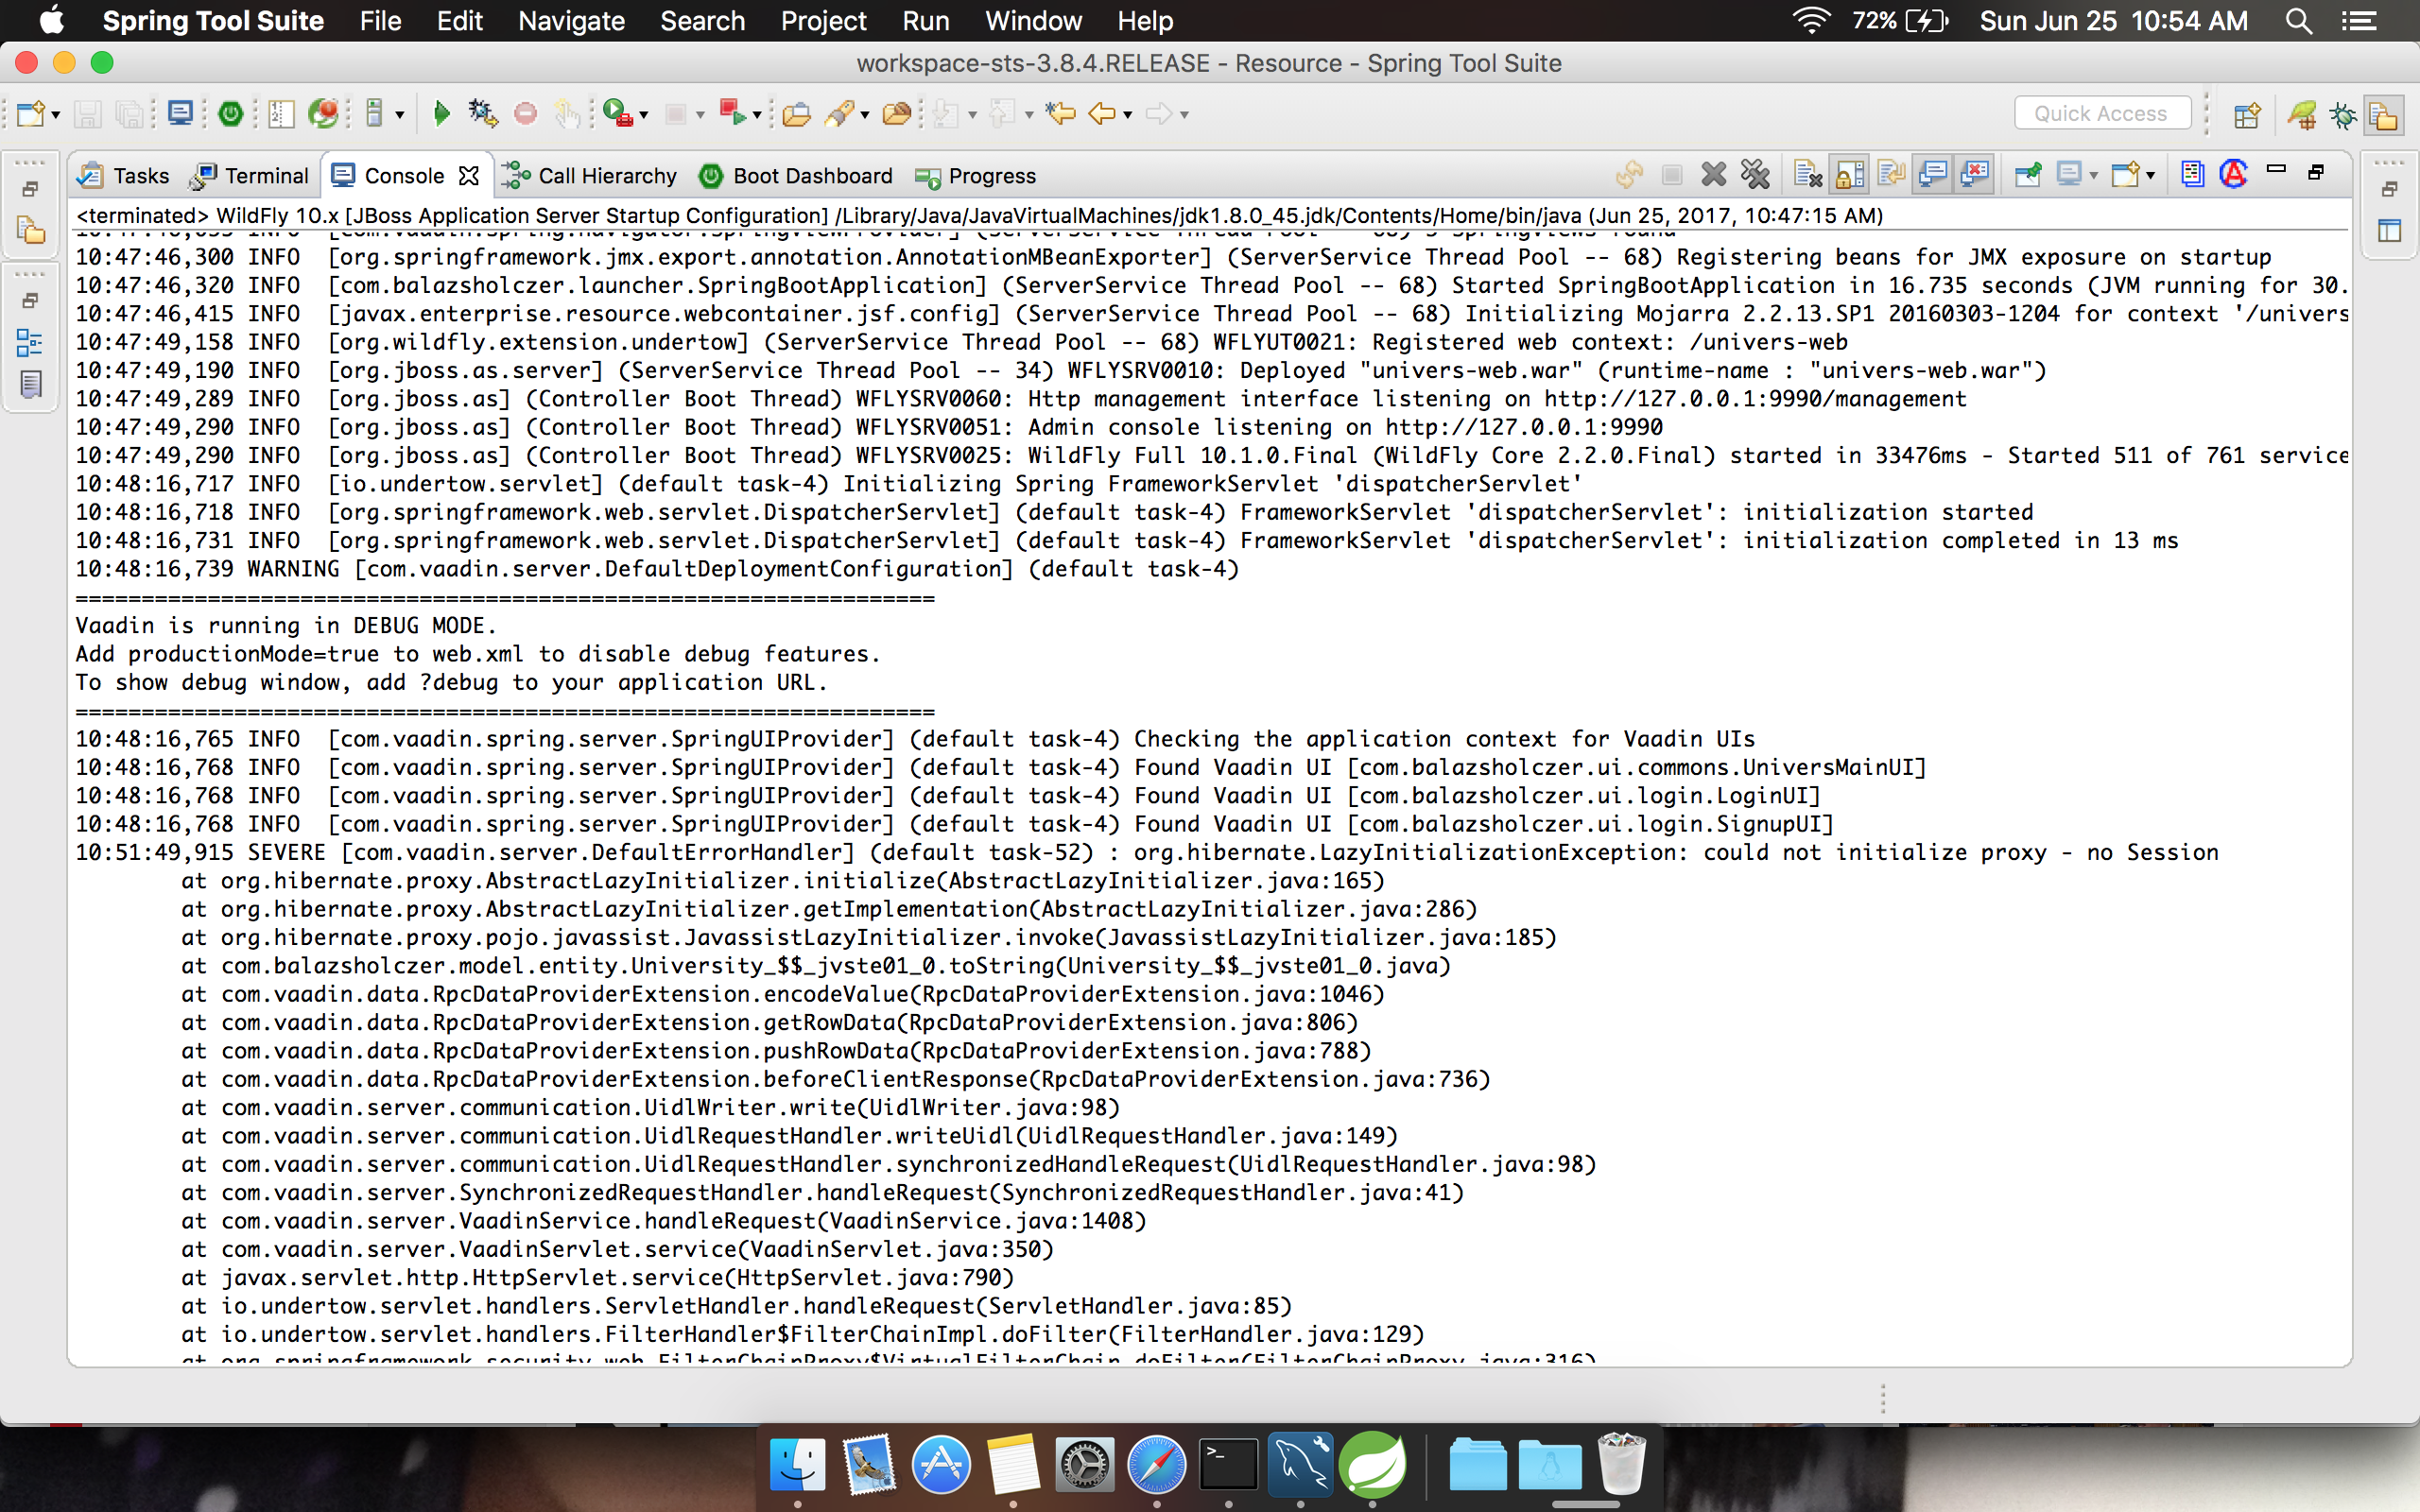 Spring Tool Suite File Edit Navigate Search Project Run Window Help 72% Sun Jun 25 10:54 AM
workspace-sts-3.8.4.RELEASE - Resource - Spring Tool Suite
Quick Access
Tasks Terminal Console Call Hierarchy Boot Dashboard Progress
<terminated> WildFly 10.x [JBoss Application Server Startup Configuration] /Library/Java/JavaVirtualMachines/jdk1.8.0_45.jdk/Contents/Home/bin/java (Jun 25, 2017, 10:47:15 AM)
10:47:46,300 INFO  [org.springframework.jmx.export.annotation.AnnotationMBeanExporter] (ServerService Thread Pool -- 68) Registering beans for JMX exposure on startup
10:47:46,320 INFO  [com.balazsholczer.launcher.SpringBootApplication] (ServerService Thread Pool -- 68) Started SpringBootApplication in 16.735 seconds (JVM running for 30.
10:47:46,415 INFO  [javax.enterprise.resource.webcontainer.jsf.config] (ServerService Thread Pool -- 68) Initializing Mojarra 2.2.13.SP1 20160303-1204 for context '/univers
10:47:49,158 INFO  [org.wildfly.extension.undertow] (ServerService Thread Pool -- 68) WFLYUT0021: Registered web context: /univers-web
10:47:49,190 INFO  [org.jboss.as.server] (ServerService Thread Pool -- 34) WFLYSRV0010: Deployed "univers-web.war" (runtime-name : "univers-web.war")
10:47:49,289 INFO  [org.jboss.as] (Controller Boot Thread) WFLYSRV0060: Http management interface listening on http://127.0.0.1:9990/management
10:47:49,290 INFO  [org.jboss.as] (Controller Boot Thread) WFLYSRV0051: Admin console listening on http://127.0.0.1:9990
10:47:49,290 INFO  [org.jboss.as] (Controller Boot Thread) WFLYSRV0025: WildFly Full 10.1.0.Final (WildFly Core 2.2.0.Final) started in 33476ms - Started 511 of 761 service
10:48:16,717 INFO  [io.undertow.servlet] (default task-4) Initializing Spring FrameworkServlet 'dispatcherServlet'
10:48:16,718 INFO  [org.springframework.web.servlet.DispatcherServlet] (default task-4) FrameworkServlet 'dispatcherServlet': initialization started
10:48:16,731 INFO  [org.springframework.web.servlet.DispatcherServlet] (default task-4) FrameworkServlet 'dispatcherServlet': initialization completed in 13 ms
10:48:16,739 WARNING [com.vaadin.server.DefaultDeploymentConfiguration] (default task-4)
=================================================================
Vaadin is running in DEBUG MODE.
Add productionMode=true to web.xml to disable debug features.
To show debug window, add ?debug to your application URL.
=================================================================
10:48:16,765 INFO  [com.vaadin.spring.server.SpringUIProvider] (default task-4) Checking the application context for Vaadin UIs
10:48:16,768 INFO  [com.vaadin.spring.server.SpringUIProvider] (default task-4) Found Vaadin UI [com.balazsholczer.ui.commons.UniversMainUI]
10:48:16,768 INFO  [com.vaadin.spring.server.SpringUIProvider] (default task-4) Found Vaadin UI [com.balazsholczer.ui.login.LoginUI]
10:48:16,768 INFO  [com.vaadin.spring.server.SpringUIProvider] (default task-4) Found Vaadin UI [com.balazsholczer.ui.login.SignupUI]
10:51:49,915 SEVERE [com.vaadin.server.DefaultErrorHandler] (default task-52) : org.hibernate.LazyInitializationException: could not initialize proxy - no Session
at org.hibernate.proxy.AbstractLazyInitializer.initialize(AbstractLazyInitializer.java:165)
at org.hibernate.proxy.AbstractLazyInitializer.getImplementation(AbstractLazyInitializer.java:286)
at org.hibernate.proxy.pojo.javassist.JavassistLazyInitializer.invoke(JavassistLazyInitializer.java:185)
at com.balazsholczer.model.entity.University_$$_jvste01_0.toString(University_$$_jvste01_0.java)
at com.vaadin.data.RpcDataProviderExtension.encodeValue(RpcDataProviderExtension.java:1046)
at com.vaadin.data.RpcDataProviderExtension.getRowData(RpcDataProviderExtension.java:806)
at com.vaadin.data.RpcDataProviderExtension.pushRowData(RpcDataProviderExtension.java:788)
at com.vaadin.data.RpcDataProviderExtension.beforeClientResponse(RpcDataProviderExtension.java:736)
at com.vaadin.server.communication.UidlWriter.write(UidlWriter.java:98)
at com.vaadin.server.communication.UidlRequestHandler.writeUidl(UidlRequestHandler.java:149)
at com.vaadin.server.communication.UidlRequestHandler.synchronizedHandleRequest(UidlRequestHandler.java:98)
at com.vaadin.server.SynchronizedRequestHandler.handleRequest(SynchronizedRequestHandler.java:41)
at com.vaadin.server.VaadinService.handleRequest(VaadinService.java:1408)
at com.vaadin.server.VaadinServlet.service(VaadinServlet.java:350)
at javax.servlet.http.HttpServlet.service(HttpServlet.java:790)
at io.undertow.servlet.handlers.ServletHandler.handleRequest(ServletHandler.java:85)
at io.undertow.servlet.handlers.FilterHandler$FilterChainImpl.doFilter(FilterHandler.java:129)
at org.springframework.security.web.FilterChainProxy$VirtualFilterChain.doFilter(FilterChainProxy.java:316)